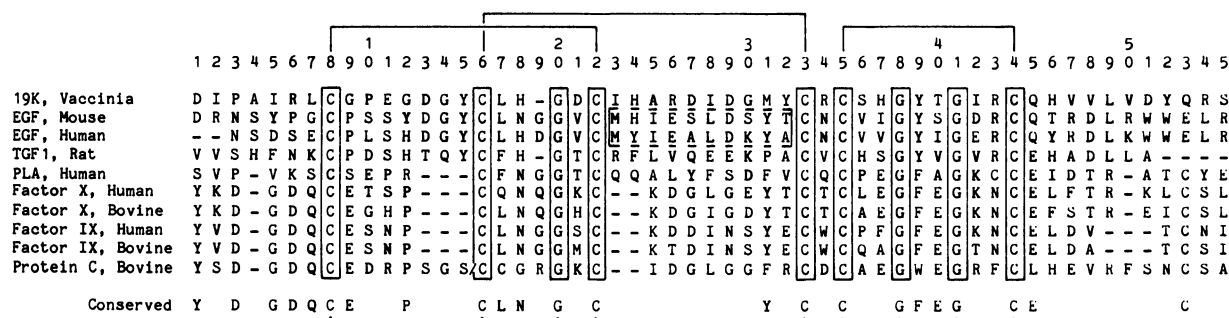 1 2 3 4 5
1 2 3 4 5 6 7 8 9 0 1 2 3 4 5 6 7 8 9 0 1 2 3 4 5 6 7 8 9 0 1 2 3 4 5 6 7 8 9 0 1 2 3 4 5 6 7 8 9 0 1 2 3 4 5
19K, Vaccinia D I P A I R L C G P E G D G Y C L H - G D C I H A R D I D G M Y C R C S H G Y T G I R C Q H V V L V D Y Q R S
EGF, Mouse D R N S Y P G C P S S Y D G Y C L N G G V C M H I E S L D S Y T C N C V I G Y S G D R C Q T R D L R W W E L R
EGF, Human - - N S D S E C P L S H D G Y C L H D G V C M Y I E A L D K Y A C N C V V G Y I G E R C Q Y R D L K W W E L R
TGF1, Rat V V S H F N K C P D S H T Q Y C F H - G T C R F L V Q E E K P A C V C H S G Y V G V R C E H A D L L A - - - -
PLA, Human S V P - V K S C S E P R - - - C F N G G T C Q Q A L Y F S D F V C Q C P E G F A G K C C E I D T R - A T C Y E
Factor X, Human Y K D - G D Q C E T S P - - - C Q N Q G K C - - K D G L G E Y T C T C L E G F E G K N C E L F T R - K L C S L
Factor X, Bovine Y K D - G D Q C E G H P - - - C L N Q G H C - - K D G I G D Y T C T C A E G F E G K N C E F S T R - E I C S L
Factor IX, Human Y V D - G D Q C E S N P - - - C L N G G S C - - K D D I N S Y E C W C P F G F E G K N C E L D V - - - T C N I
Factor IX, Bovine Y V D - G D Q C E S N P - - - C L N G G M C - - K T D I N S Y E C W C Q A G F E G T N C E L D A - - - T C S I
Protein C, Bovine Y S D - G D Q C E D R P S G S C C G R G K C - - I D G L G G F R C D C A E G W E G R F C L H E V R F S N C S A
Conserved Y D G D Q C E P C L N G C Y C C G F E G C E C